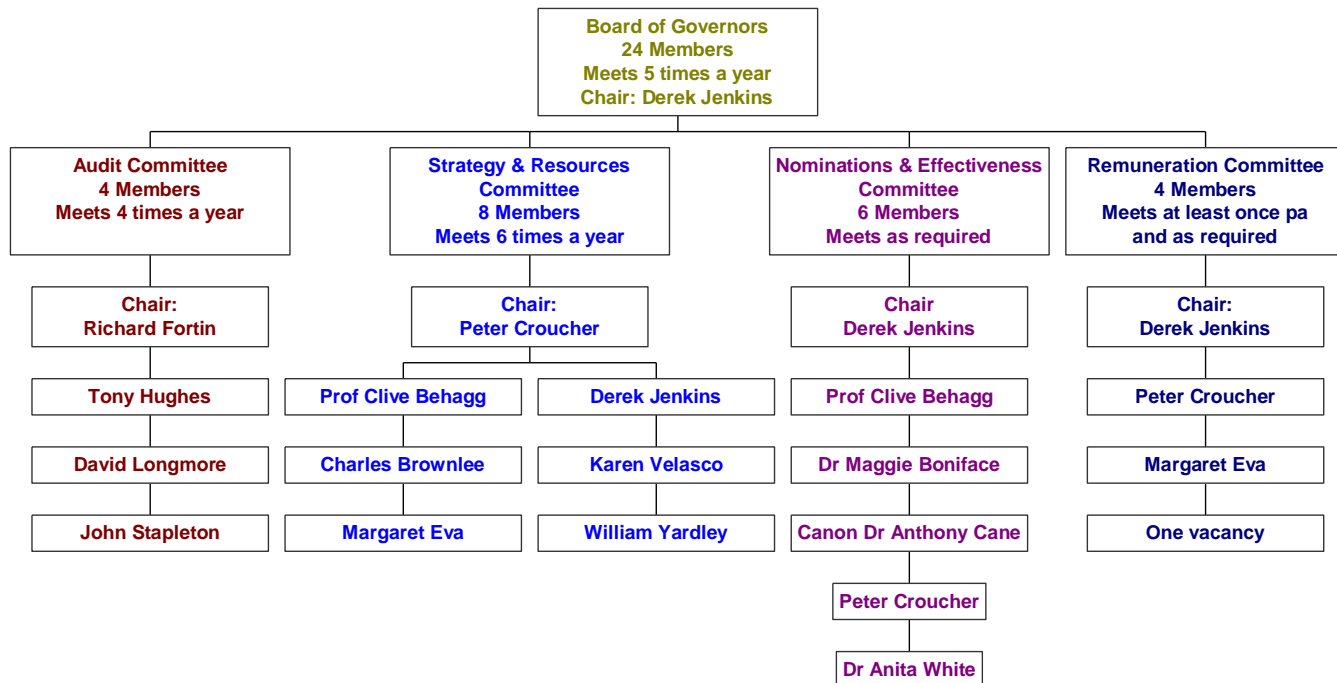 Board of Governors
24 Members
Meets 5 times a year
Chair: Derek Jenkins
Audit Committee
4 Members
Meets 4 times a year
Strategy & Resources
Committee
8 Members
Meets 6 times a year
Nominations & Effectiveness
Committee
6 Members
Meets as required
Remuneration Committee
4 Members
Meets at least once pa
and as required
Chair:
Richard Fortin
Chair:
Peter Croucher
Chair
Derek Jenkins
Chair:
Derek Jenkins
Tony Hughes
Prof Clive Behagg
Derek Jenkins
Prof Clive Behagg
Peter Croucher
David Longmore
Charles Brownlee
Karen Velasco
Dr Maggie Boniface
Margaret Eva
John Stapleton
Margaret Eva
William Yardley
Canon Dr Anthony Cane
One vacancy
Peter Croucher
Dr Anita White